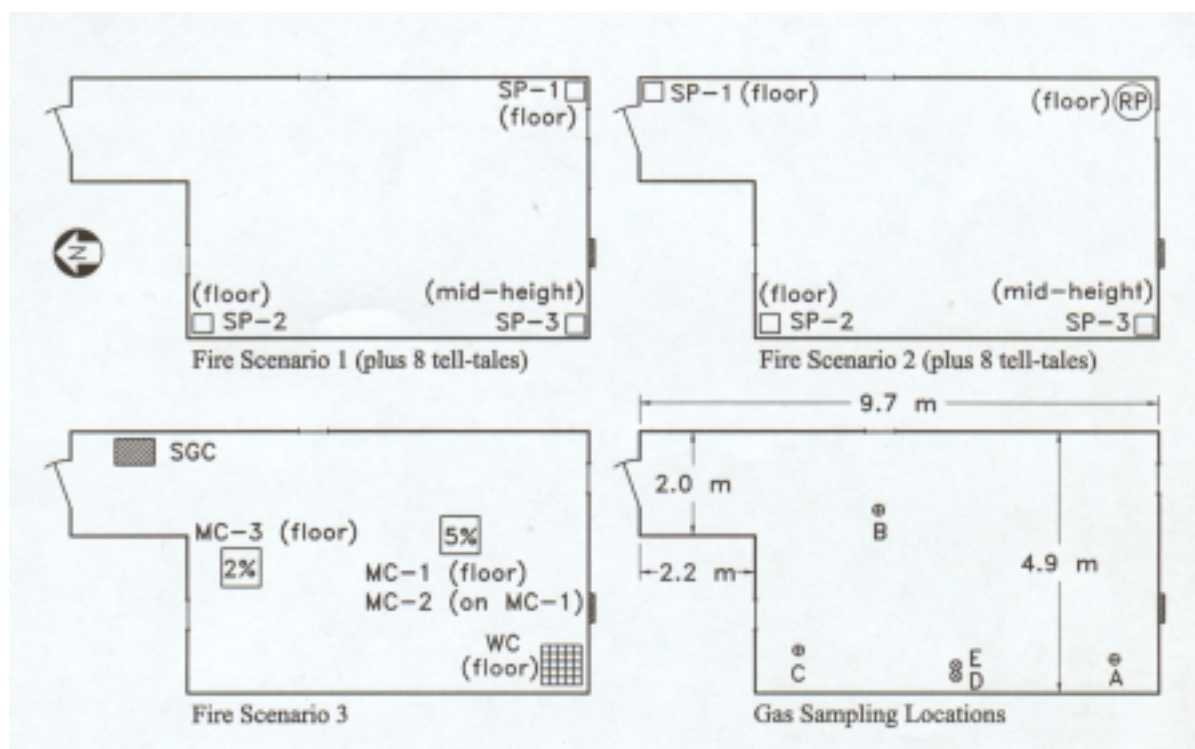 SP-1
(floor)
(floor)
SP-2
(mid-height)
SP-3
Fire Scenario 1 (plus 8 tell-tales)
N
SP-1 (floor)
(floor) RP
(floor)
SP-2
(mid-height)
SP-3
Fire Scenario 2 (plus 8 tell-tales)
SGC
MC-3 (floor)
2%
5%
MC-1 (floor)
MC-2 (on MC-1)
WC
(floor)
Fire Scenario 3
9.7 m
2.0 m
2.2 m
4.9 m
B
C
E
D
A
Gas Sampling Locations